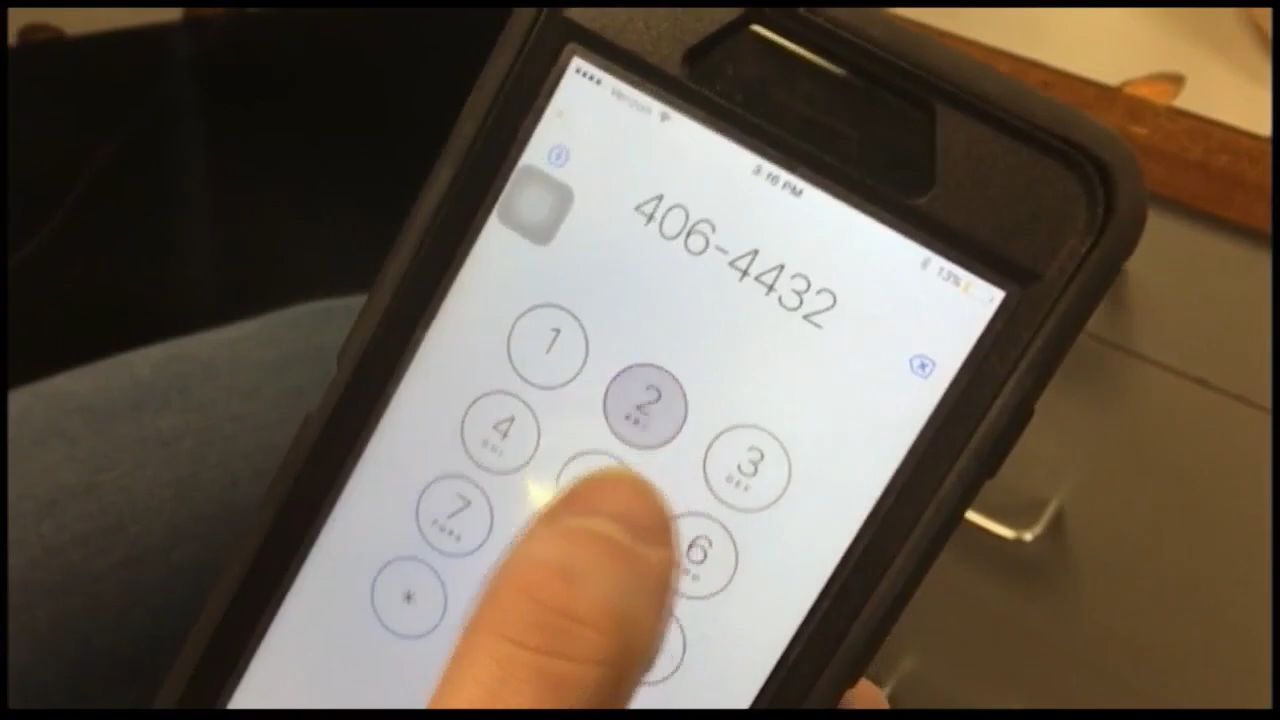 Verizon
3:16 PM
13%
406-4432
1
2
ABC
3
DEF
4
GHI
6
7
PQRS
*